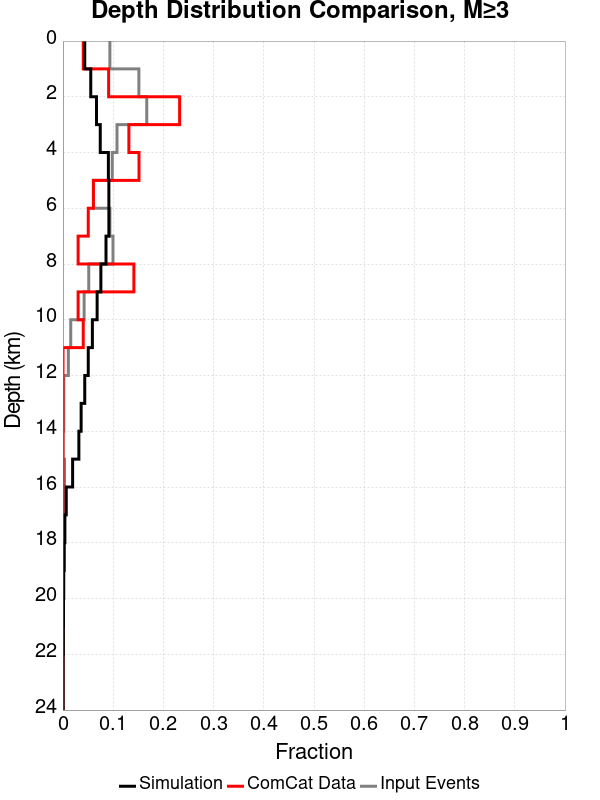 Depth Distribution Comparison, M≥3
0
2
4
6
8
10
12
14
16
18
20
22
24
Depth (km)
0 0.1 0.2 0.3 0.4 0.5 0.6 0.7 0.8 0.9 1
Fraction
Simulation ComCat Data Input Events